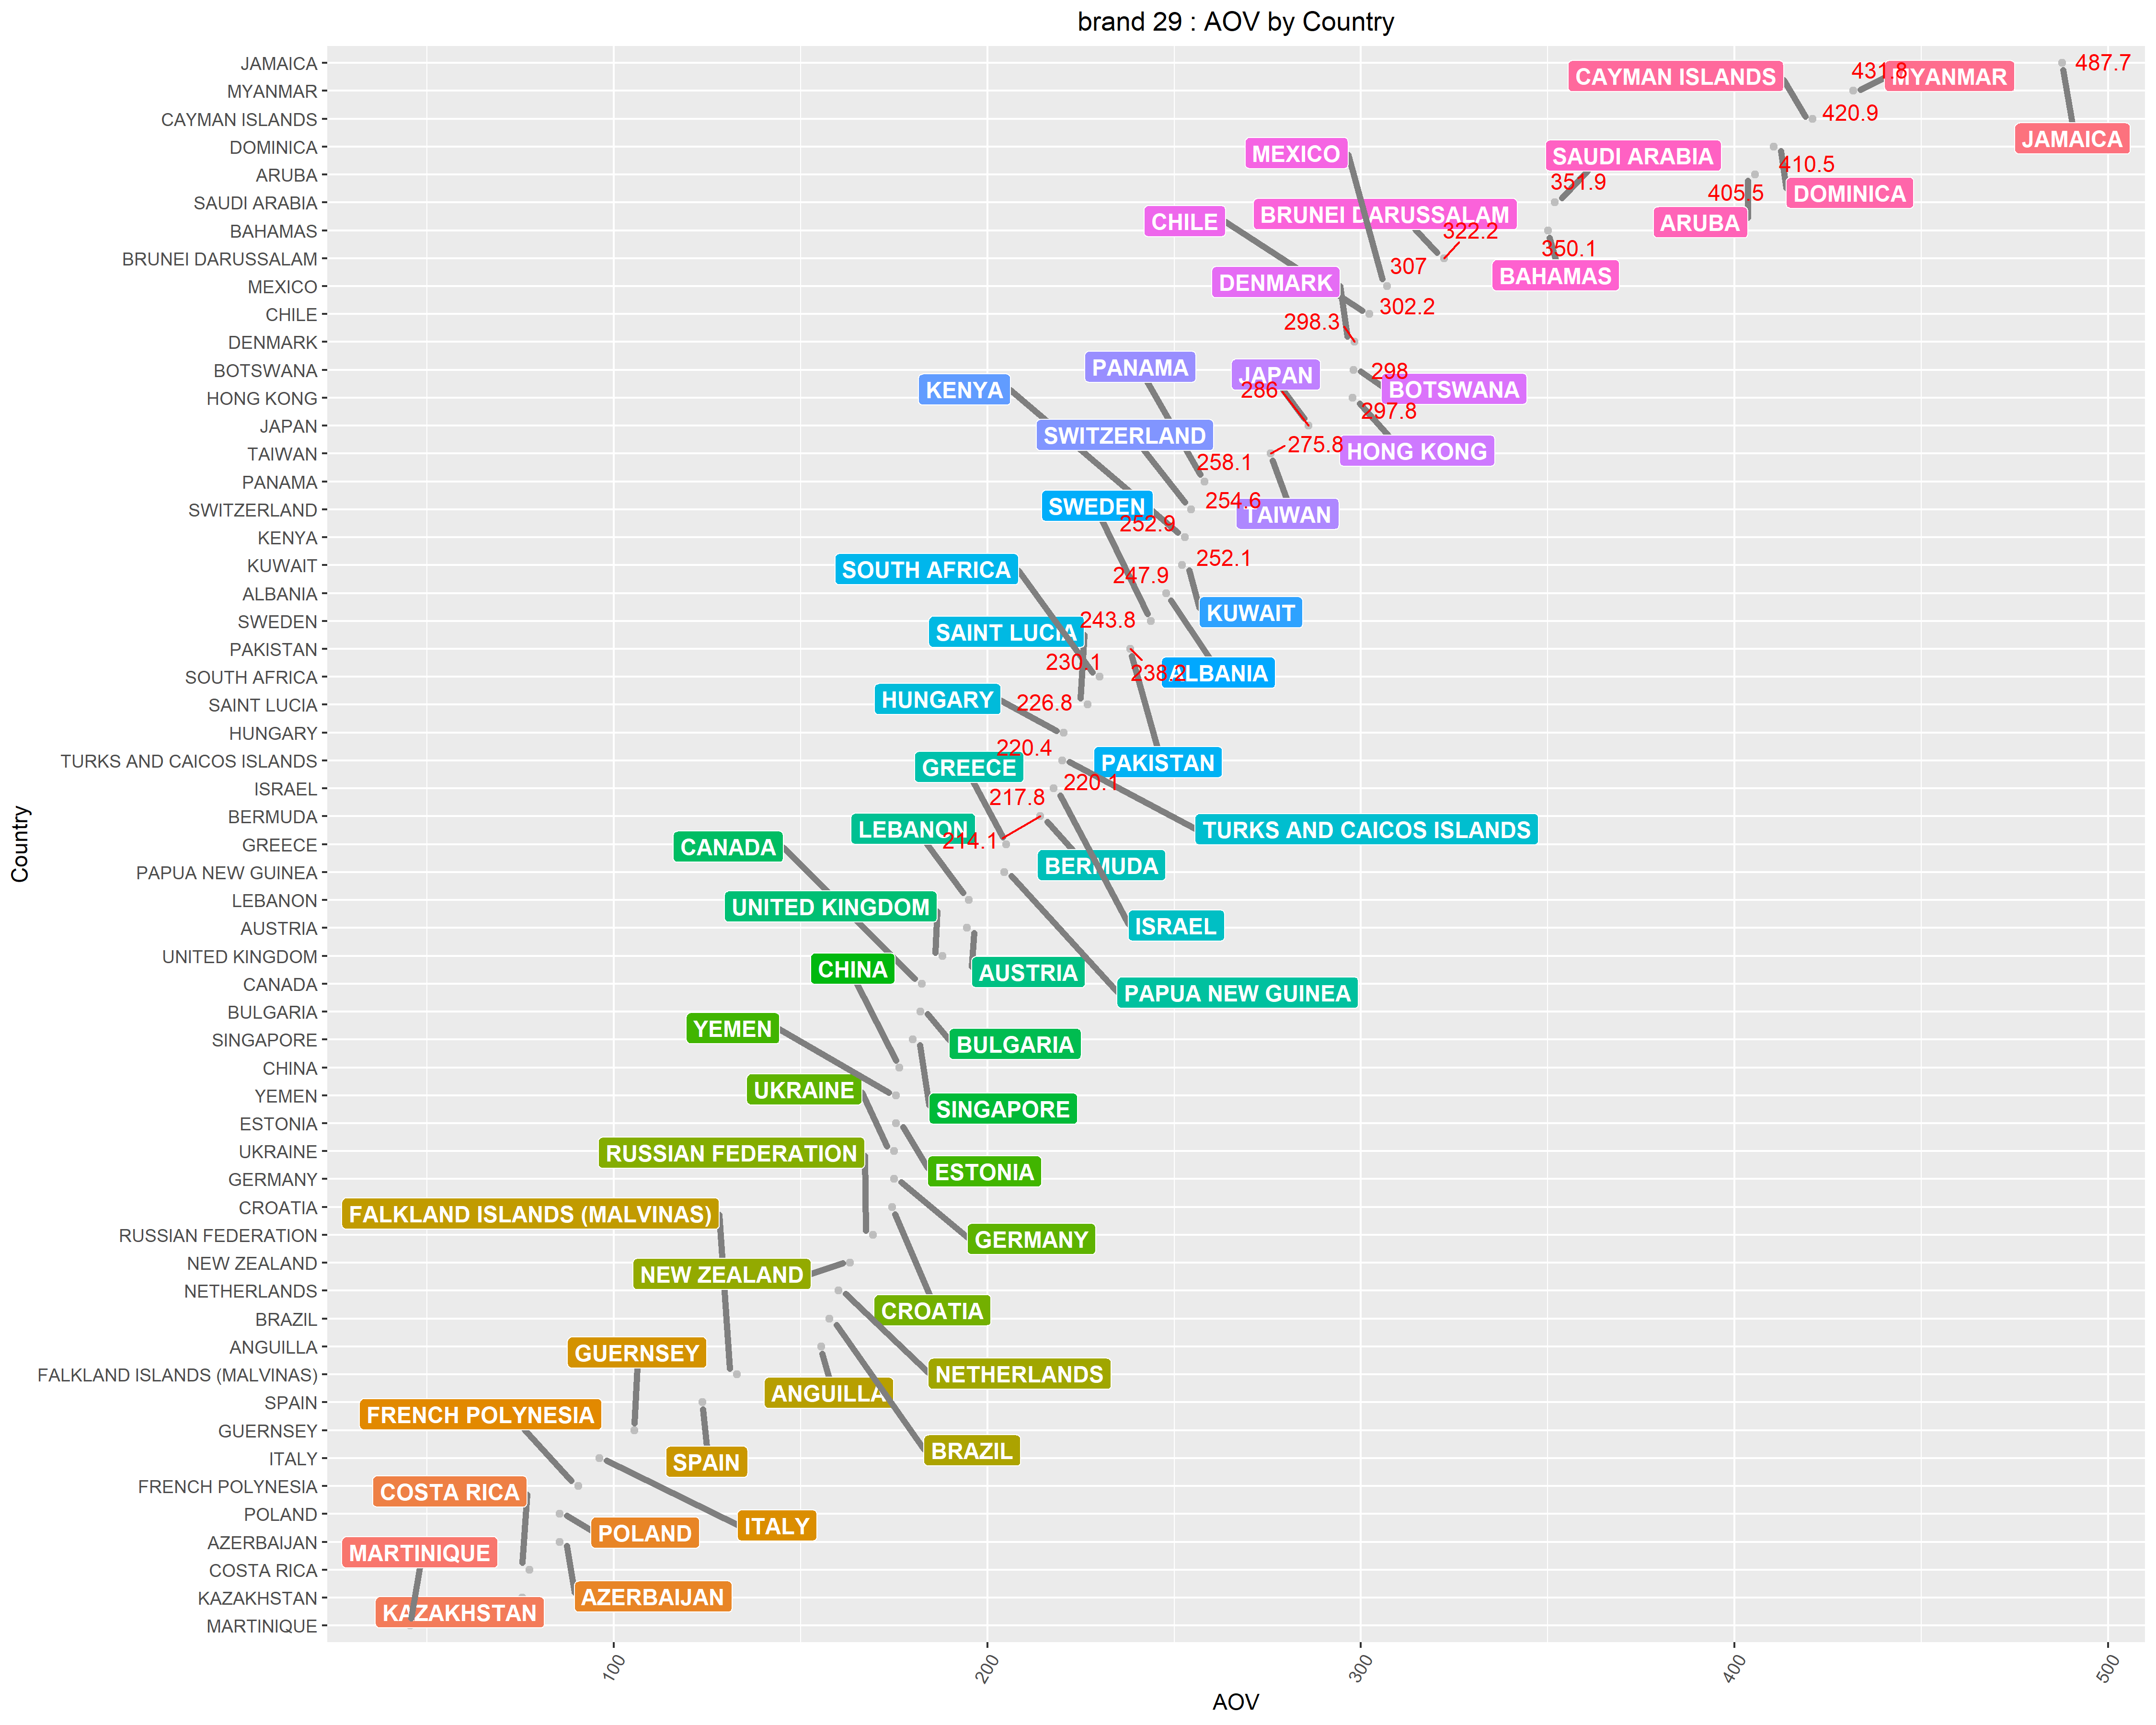 brand 29 : AOV by Country
Country
JAMAICA
MYANMAR
CAYMAN ISLANDS
DOMINICA
ARUBA
SAUDI ARABIA
BAHAMAS
BRUNEI DARUSSALAM
MEXICO
CHILE
DENMARK
BOTSWANA
HONG KONG
JAPAN
TAIWAN
PANAMA
SWITZERLAND
KENYA
KUWAIT
ALBANIA
SWEDEN
PAKISTAN
SOUTH AFRICA
SAINT LUCIA
HUNGARY
TURKS AND CAICOS ISLANDS
ISRAEL
BERMUDA
GREECE
PAPUA NEW GUINEA
LEBANON
AUSTRIA
UNITED KINGDOM
CANADA
BULGARIA
SINGAPORE
CHINA
YEMEN
ESTONIA
UKRAINE
GERMANY
CROATIA
RUSSIAN FEDERATION
NEW ZEALAND
NETHERLANDS
BRAZIL
ANGUILLA
FALKLAND ISLANDS (MALVINAS)
SPAIN
GUERNSEY
ITALY
FRENCH POLYNESIA
POLAND
AZERBAIJAN
COSTA RICA
KAZAKHSTAN
MARTINIQUE
487.7
431.8
CAYMAN ISLANDS
MYANMAR
420.9
JAMAICA
MEXICO
SAUDI ARABIA
410.5
351.9
405.5
DOMINICA
CHILE
BRUNEI DARUSSALAM
ARUBA
322.2
350.1
307
BAHAMAS
DENMARK
302.2
298.3
PANAMA
JAPAN
298
KENYA
286
BOTSWANA
297.8
SWITZERLAND
275.8
HONG KONG
258.1
254.6
SWEDEN
TAIWAN
252.9
252.1
SOUTH AFRICA
247.9
KUWAIT
243.8
SAINT LUCIA
230.1
238.2
ALBANIA
HUNGARY
226.8
220.4
PAKISTAN
GREECE
220.1
217.8
LEBANON
TURKS AND CAICOS ISLANDS
214.1
CANADA
BERMUDA
UNITED KINGDOM
ISRAEL
CHINA
AUSTRIA
PAPUA NEW GUINEA
YEMEN
BULGARIA
UKRAINE
SINGAPORE
RUSSIAN FEDERATION
ESTONIA
FALKLAND ISLANDS (MALVINAS)
GERMANY
NEW ZEALAND
CROATIA
GUERNSEY
NETHERLANDS
ANGUILLA
FRENCH POLYNESIA
BRAZIL
SPAIN
COSTA RICA
ITALY
POLAND
MARTINIQUE
AZERBAIJAN
KAZAKHSTAN
100
200
300
400
500
AOV